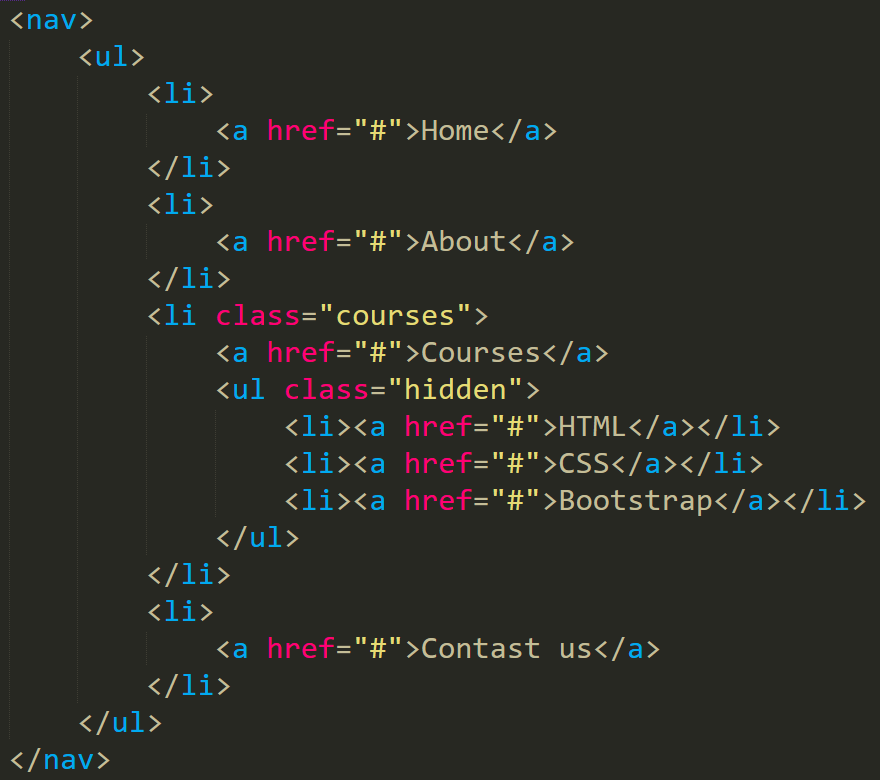 <nav>
    <ul>
        <li>
            <a href="#">Home</a>
        </li>
        <li>
            <a href="#">About</a>
        </li>
        <li class="courses">
            <a href="#">Courses</a>
            <ul class="hidden">
                <li><a href="#">HTML</a></li>
                <li><a href="#">CSS</a></li>
                <li><a href="#">Bootstrap</a></li>
            </ul>
        </li>
        <li>
            <a href="#">Contast us</a>
        </li>
    </ul>
</nav>